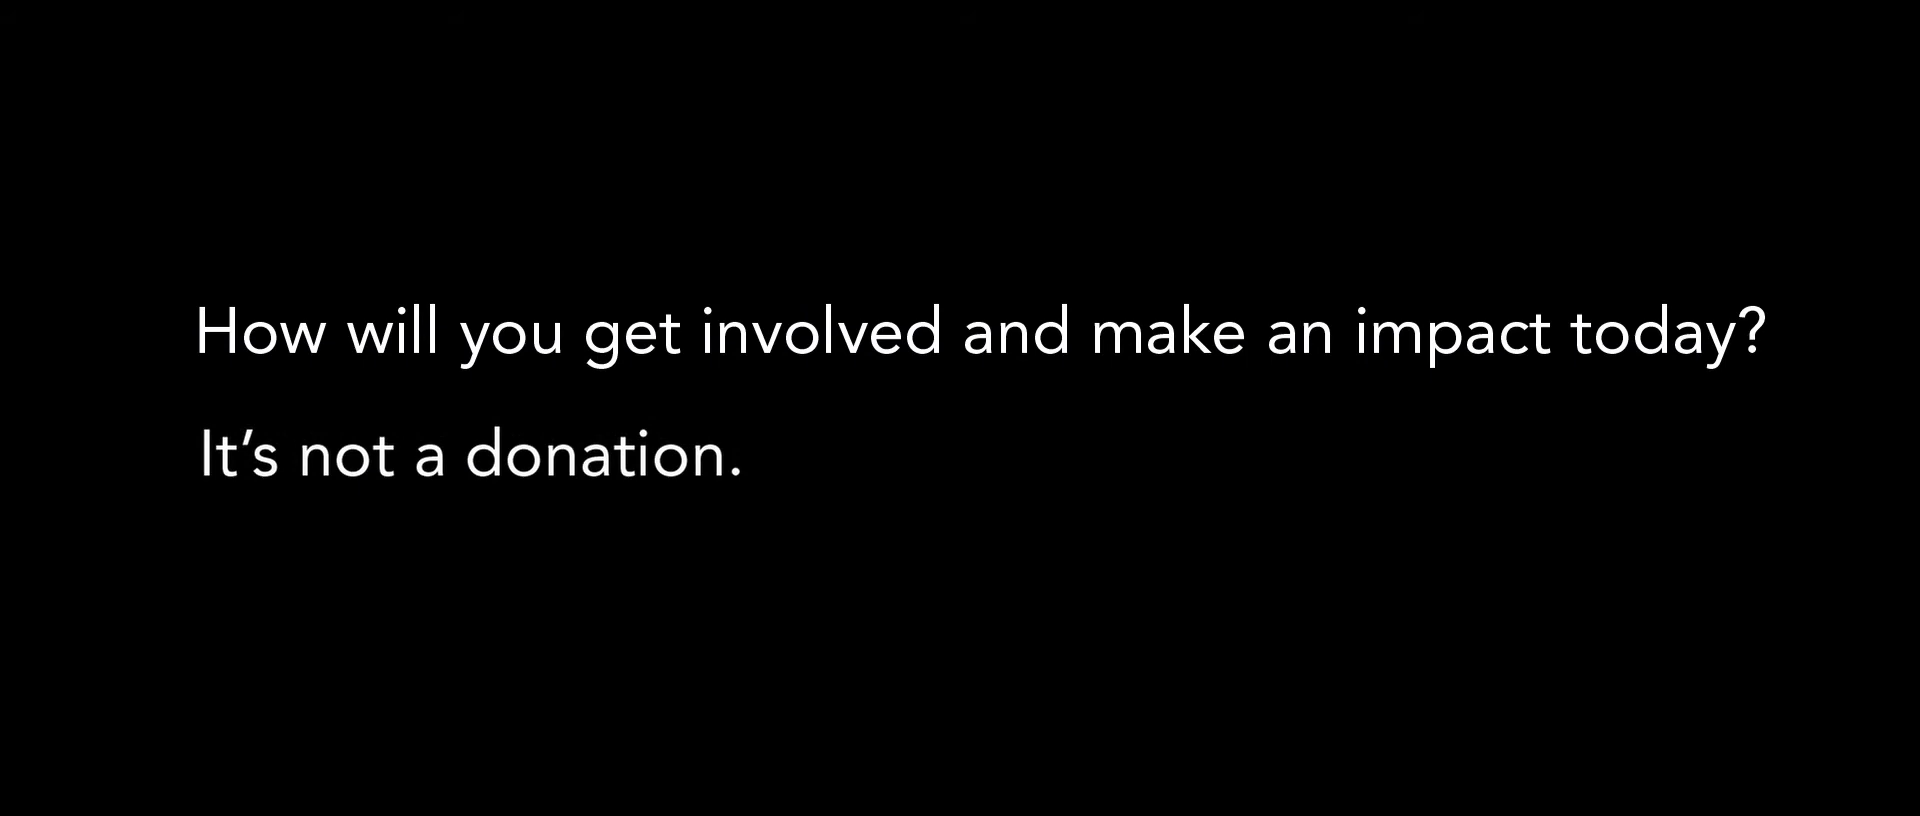 How will you get involved and make an impact today?
It’s not a donation.